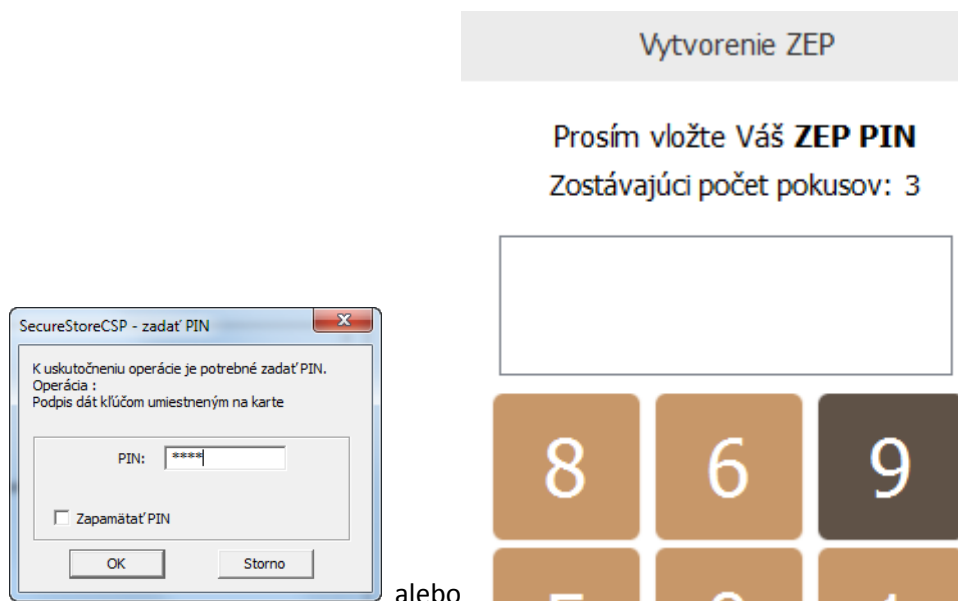 Vytvorenie ZEP
Prosím vložte Váš ZEP PIN
Zostávajúci počet pokusov: 3
SecureStoreCSP - zadať PIN
K uskutočneniu operácie je potrebné zadať PIN.
Operácia :
Podpis dát kľúčom umiestneným na karte
PIN: ****
Zapamätať PIN
OK Storno
alebo
8 6 9